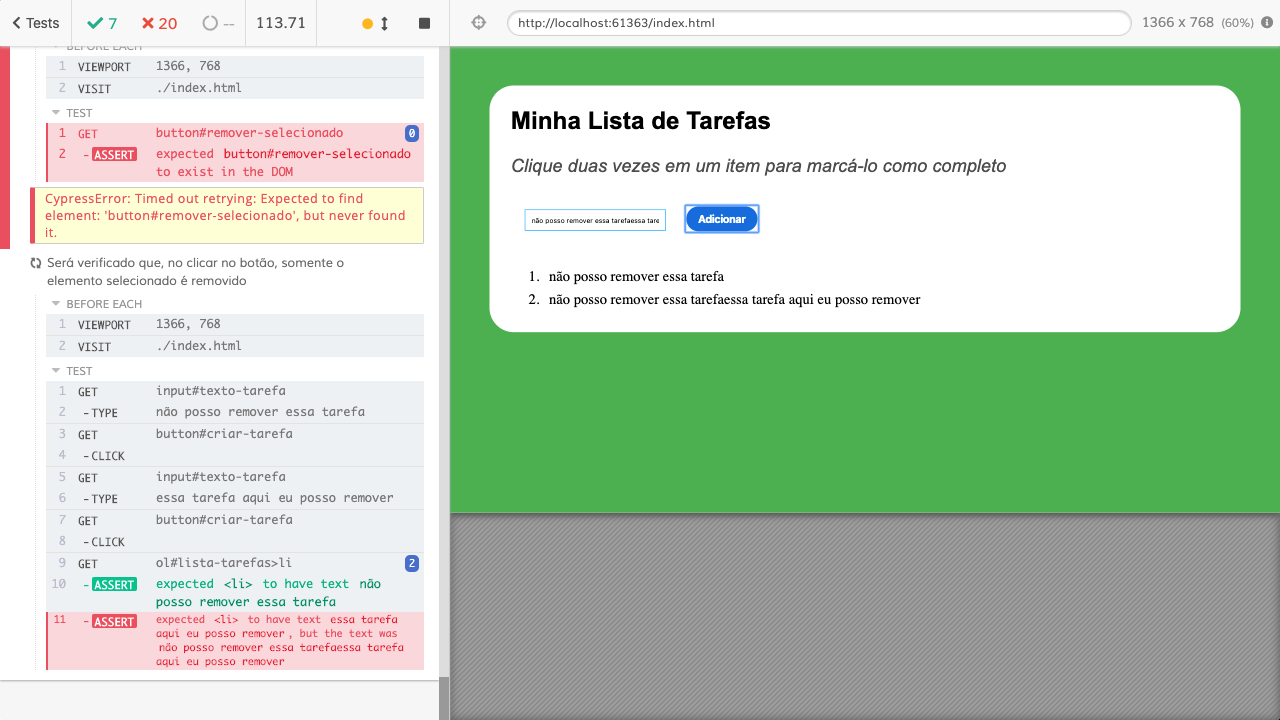 Tests
7
20
--
113.71
http://localhost:61363/index.html
1366 x 768 (60%)
BEFORE EACH
1 VIEWPORT 1366, 768
2 VISIT ./index.html
TEST
1 GET button#remover-selecionado 0
2 - ASSERT expected button#remover-selecionado
to exist in the DOM
CypressError: Timed out retrying: Expected to find
element: 'button#remover-selecionado', but never found
it.
Será verificado que, no clicar no botão, somente o
elemento selecionado é removido
BEFORE EACH
1 VIEWPORT 1366, 768
2 VISIT ./index.html
TEST
1 GET input#texto-tarefa
2 - TYPE não posso remover essa tarefa
3 GET button#criar-tarefa
4 - CLICK
5 GET input#texto-tarefa
6 - TYPE essa tarefa aqui eu posso remover
7 GET button#criar-tarefa
8 - CLICK
9 GET ol#lista-tarefas>li 2
10 - ASSERT expected <li> to have text não
posso remover essa tarefa
11 - ASSERT expected <li> to have text essa tarefa
aqui eu posso remover, but the text was
não posso remover essa tarefaessa tarefa
aqui eu posso remover
Minha Lista de Tarefas
Clique duas vezes em um item para marcá-lo como completo
não posso remover essa tarefaessa tare
Adicionar
1. não posso remover essa tarefa
2. não posso remover essa tarefaessa tarefa aqui eu posso remover